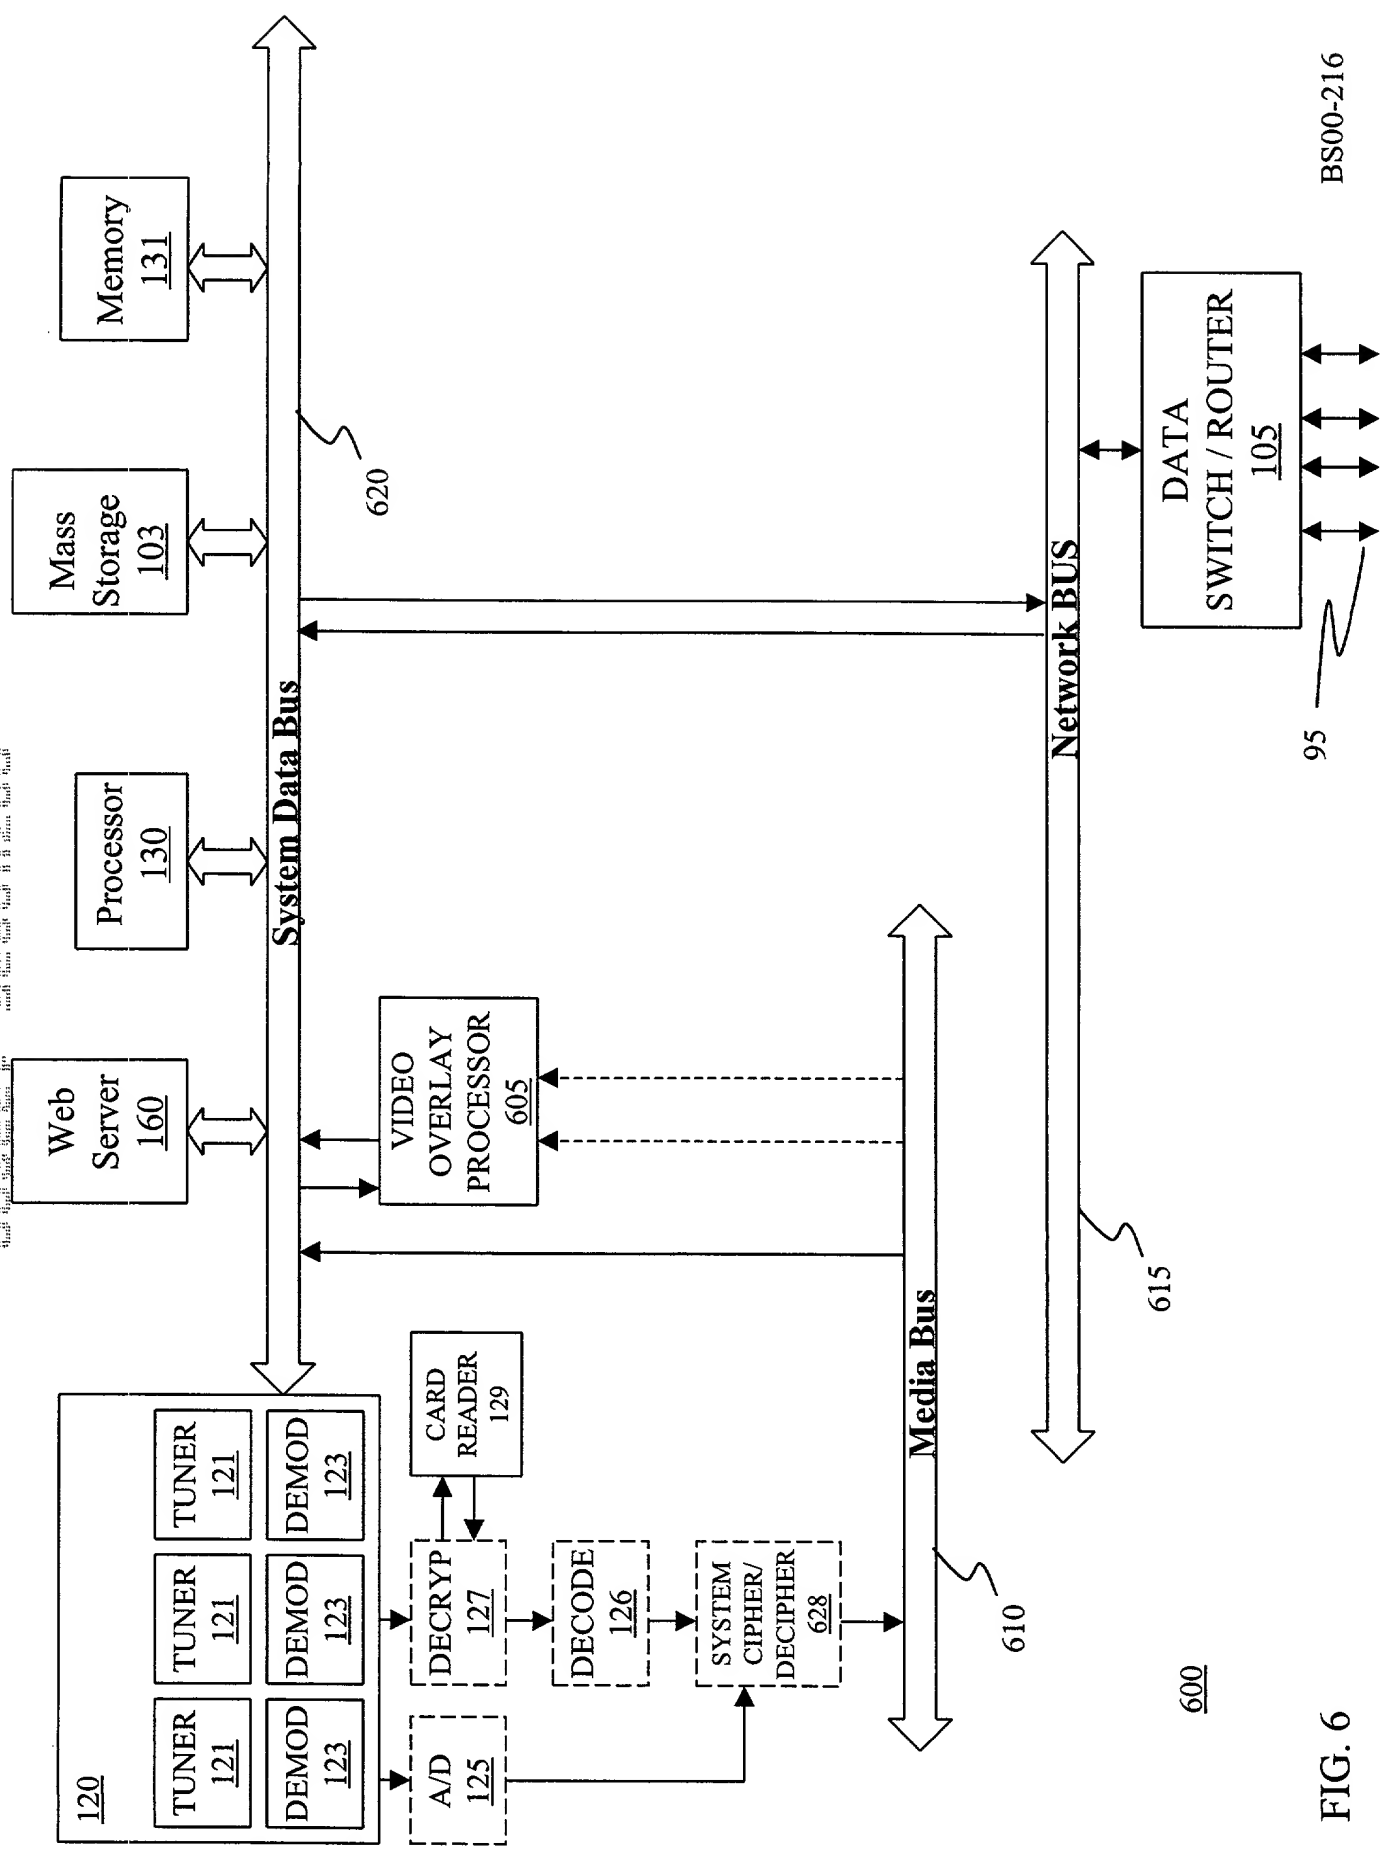 120
TUNER
121
TUNER
121
TUNER
121
DEMOD
123
DEMOD
123
DEMOD
123
Web
Server
160
Processor
130
Mass
Storage
103
Memory
131
System Data Bus
620
A/D
125
DECRYP
127
CARD
READER
129
DECODE
126
SYSTEM
CIPHER/
DECIPHER
628
VIDEO
OVERLAY
PROCESSOR
605
Media Bus
610
Network BUS
615
DATA
SWITCH / ROUTER
105
95
600
FIG. 6
BS00-216